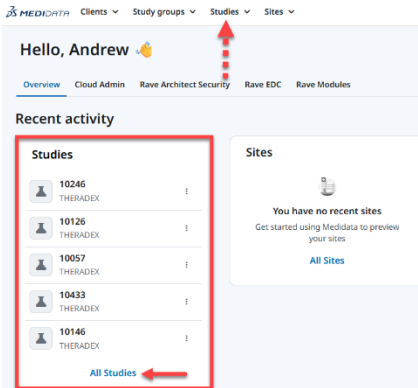 MEDIDATA Clients Study groups Studies Sites
Hello, Andrew 👋
Overview Cloud Admin Rave Architect Security Rave EDC Rave Modules
Recent activity
Studies
10246
THERADEX
10126
THERADEX
10057
THERADEX
10433
THERADEX
10146
THERADEX
All Studies
Sites
You have no recent sites
Get started using Medidata to preview
your sites
All Sites